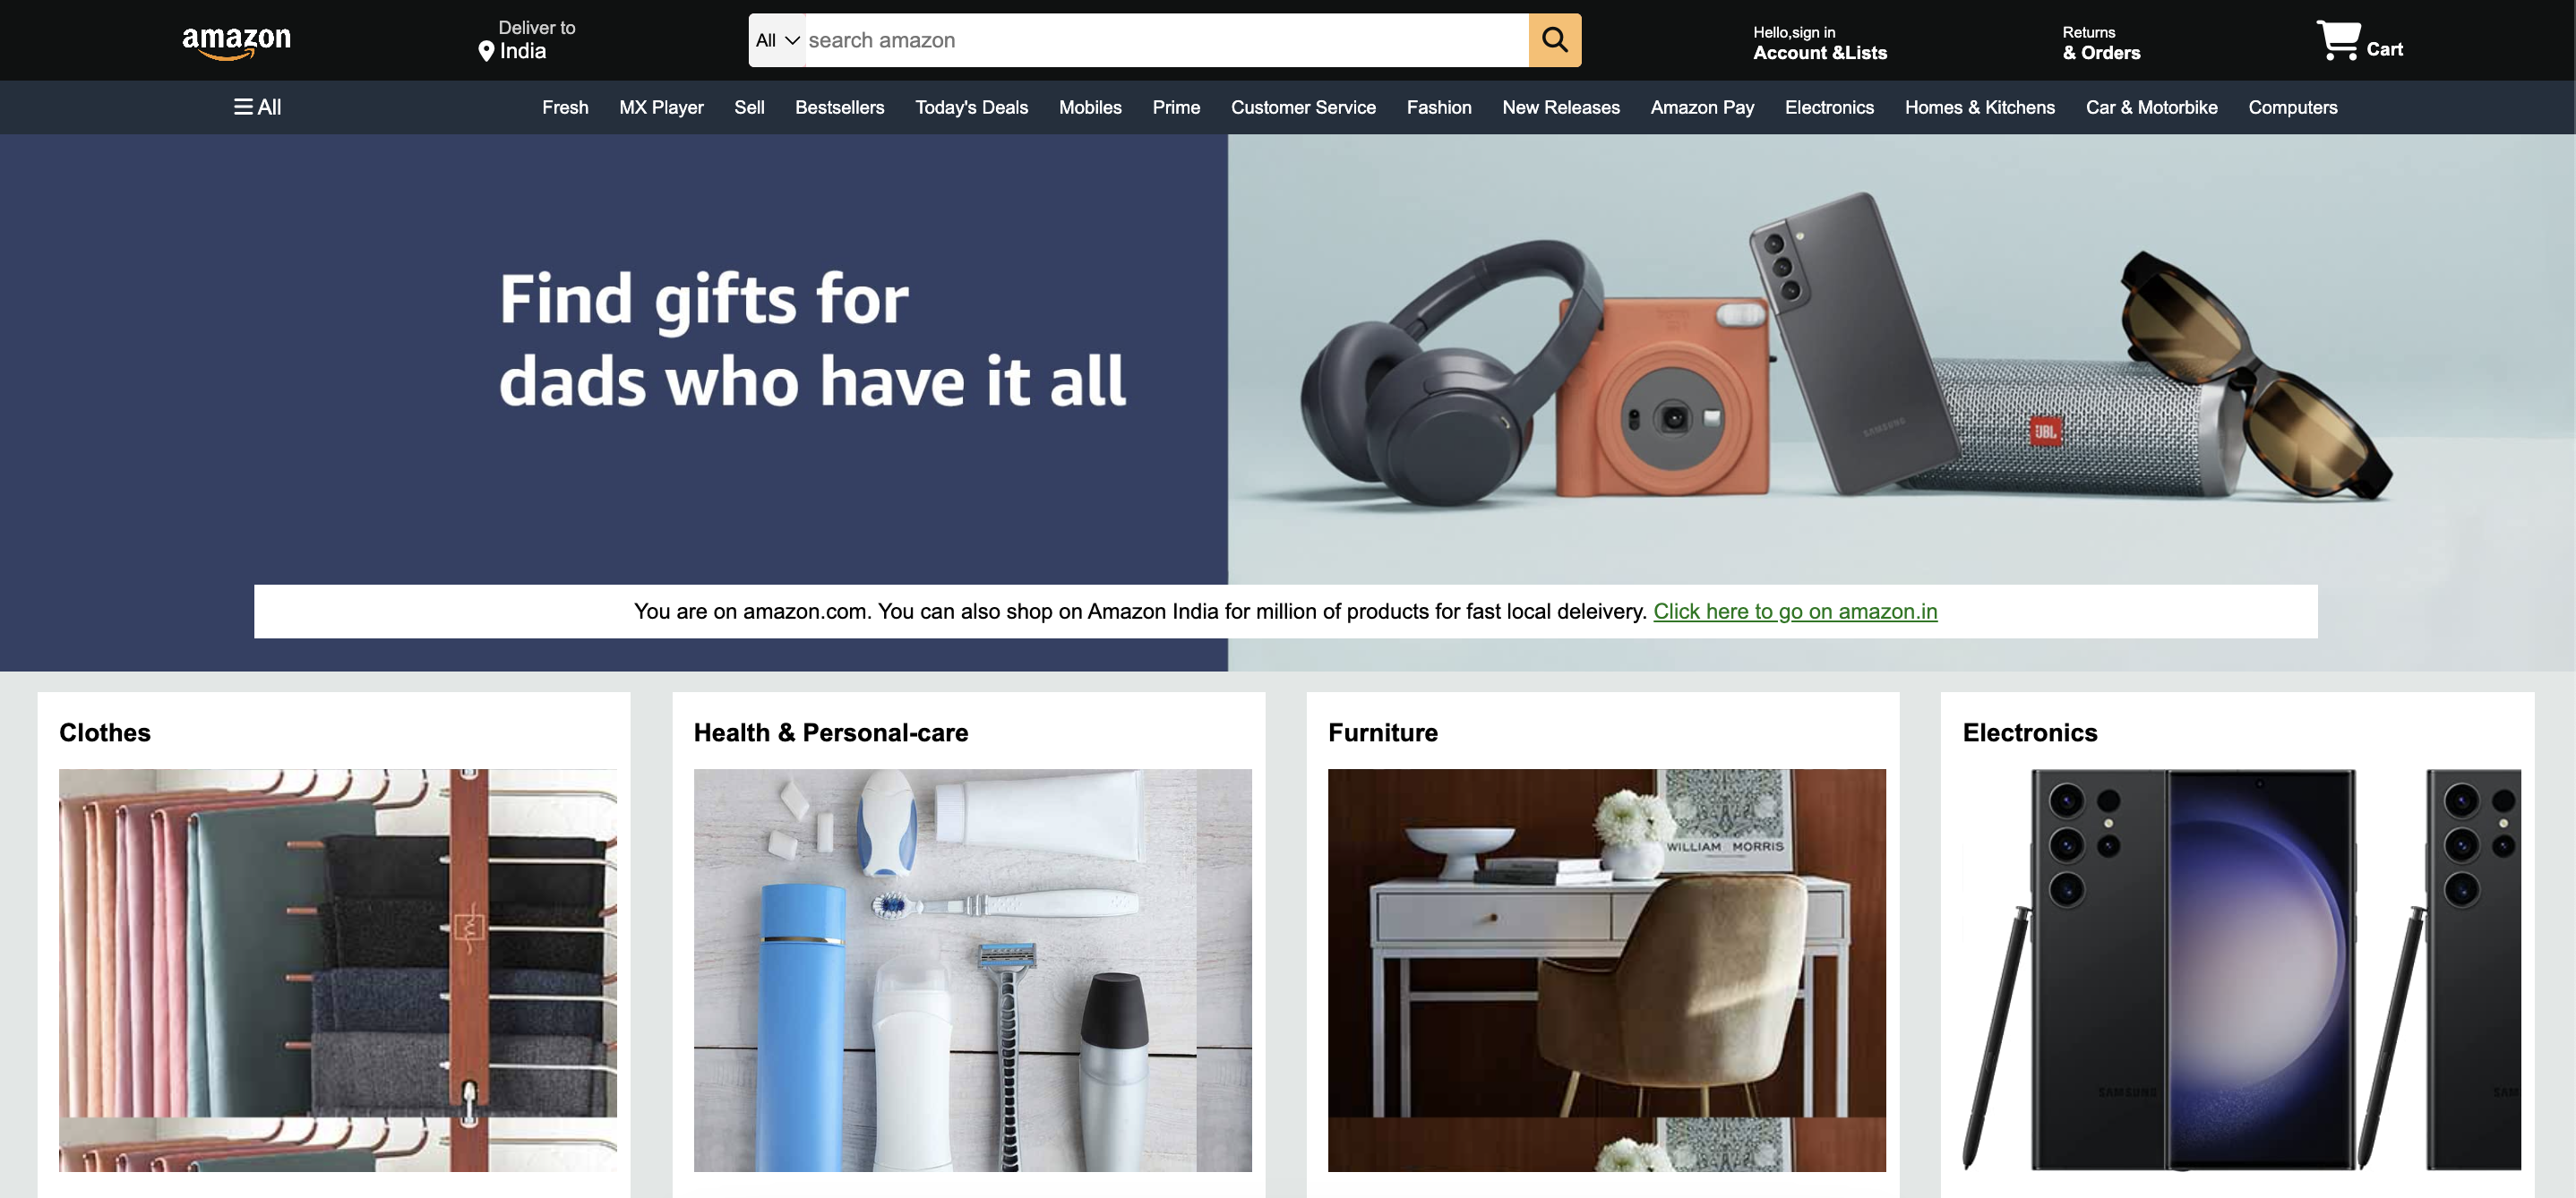 amazon
Deliver to
India
All
search amazon
Hello,sign in
Account &Lists
Returns
& Orders
Cart
All
Fresh MX Player Sell Bestsellers Today's Deals Mobiles Prime Customer Service Fashion New Releases Amazon Pay Electronics Homes & Kitchens Car & Motorbike Computers
Find gifts for
dads who have it all
SAMSUNG
JBL
You are on amazon.com. You can also shop on Amazon India for million of products for fast local deleivery. Click here to go on amazon.in
Clothes
Health & Personal-care
Furniture
Electronics
WILLIAM MORRIS
SAMSUNG
SAM